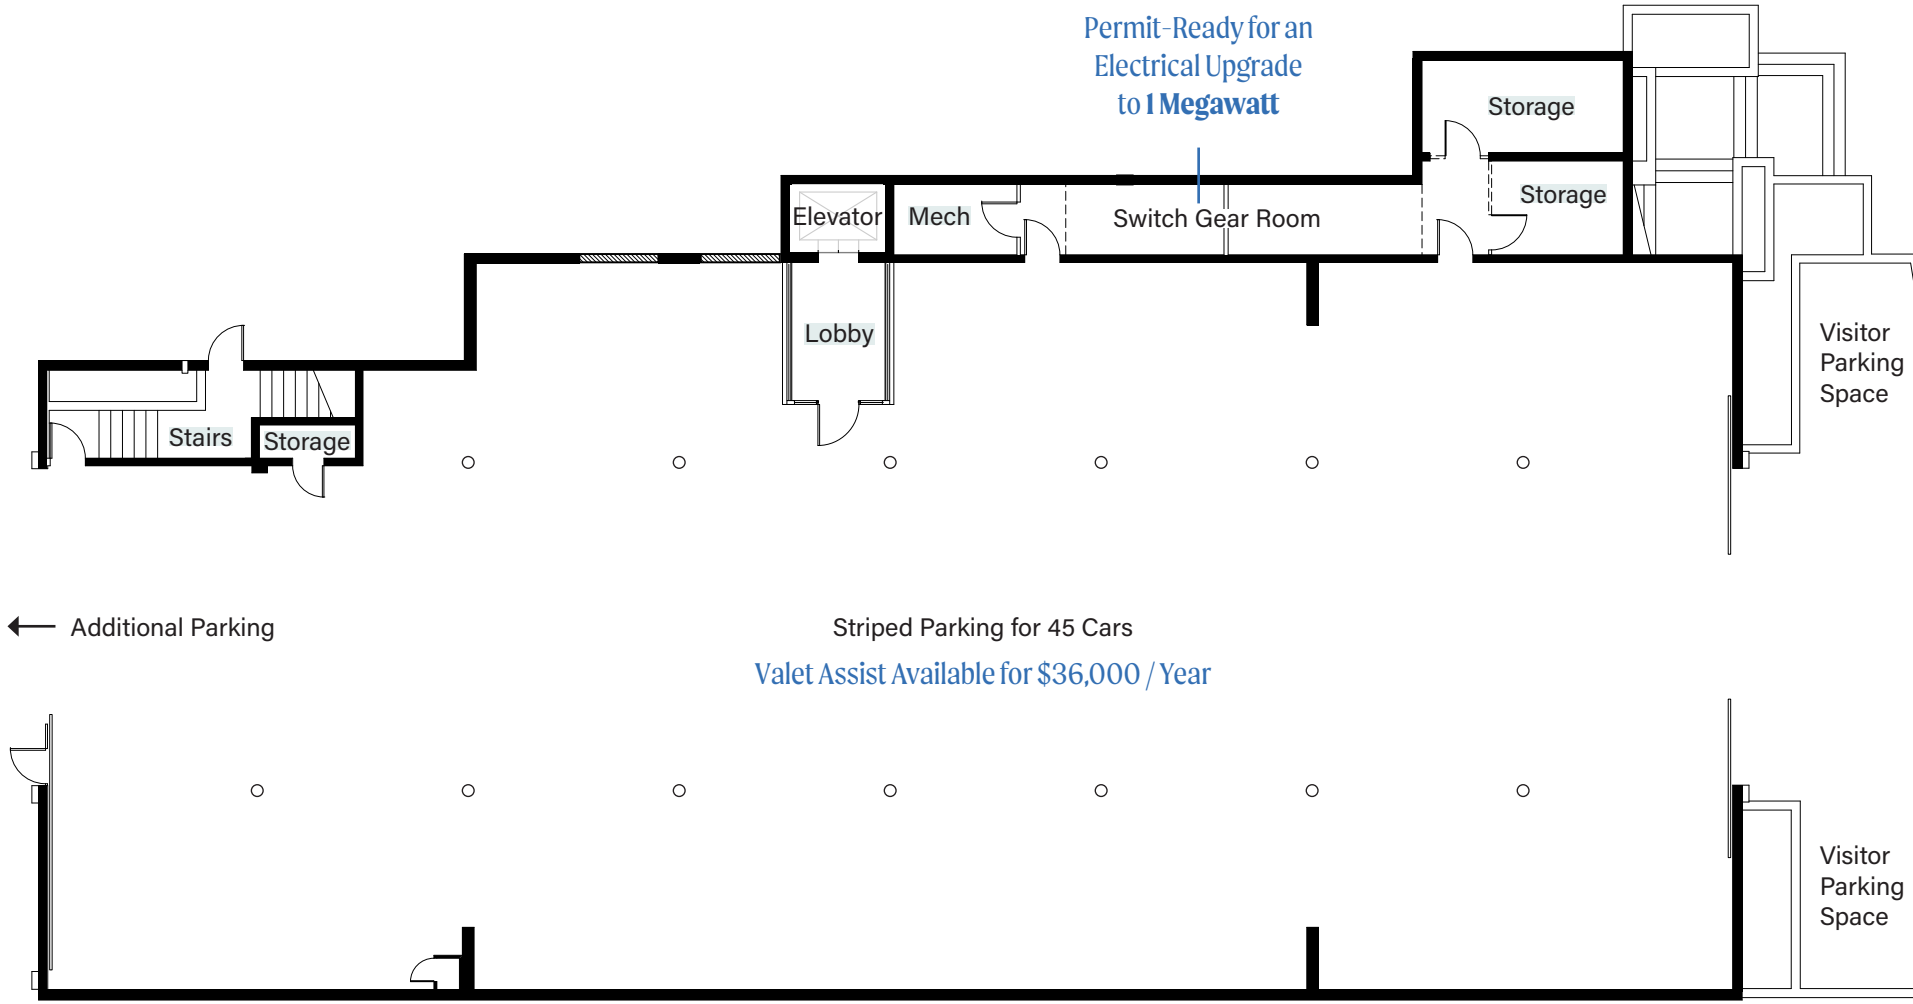 Permit-Ready for an
Electrical Upgrade
to 1 Megawatt
Storage
Storage
Elevator
Mech
Switch Gear Room
Lobby
Visitor
Parking
Space
Stairs
Storage
Additional Parking
Striped Parking for 45 Cars
Valet Assist Available for $36,000 / Year
Visitor
Parking
Space